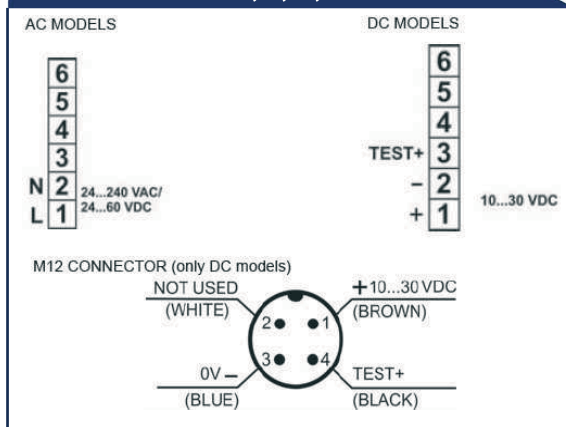 AC MODELS
6
5
4
3
N 2 24...240 VAC/
L 1 24...60 VDC
DC MODELS
6
5
4
TEST+ 3
– 2
+ 1 10...30 VDC
M12 CONNECTOR (only DC models)
NOT USED
(WHITE)
+10...30 VDC
(BROWN)
2 1
3 4
0V –
(BLUE)
TEST+
(BLACK)